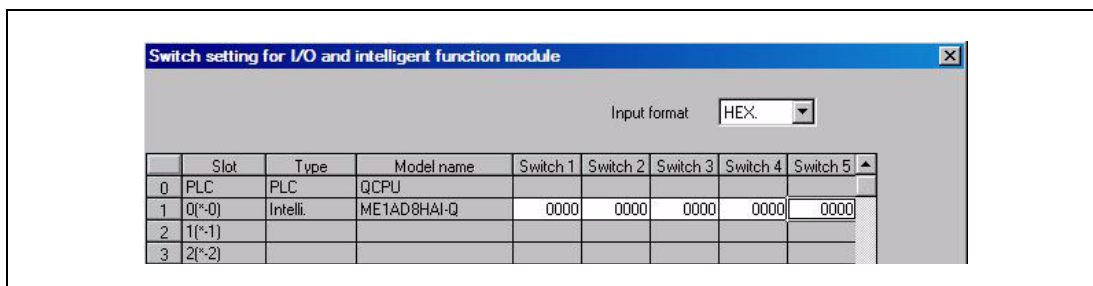 Switch setting for I/O and intelligent function module
Input format HEX.
Slot Type Model name Switch 1 Switch 2 Switch 3 Switch 4 Switch 5
0 PLC PLC QCPU
1 0(*-0) Intelli. ME1AD8HAI-Q 0000 0000 0000 0000 0000
2 1(*-1)
3 2(*-2)